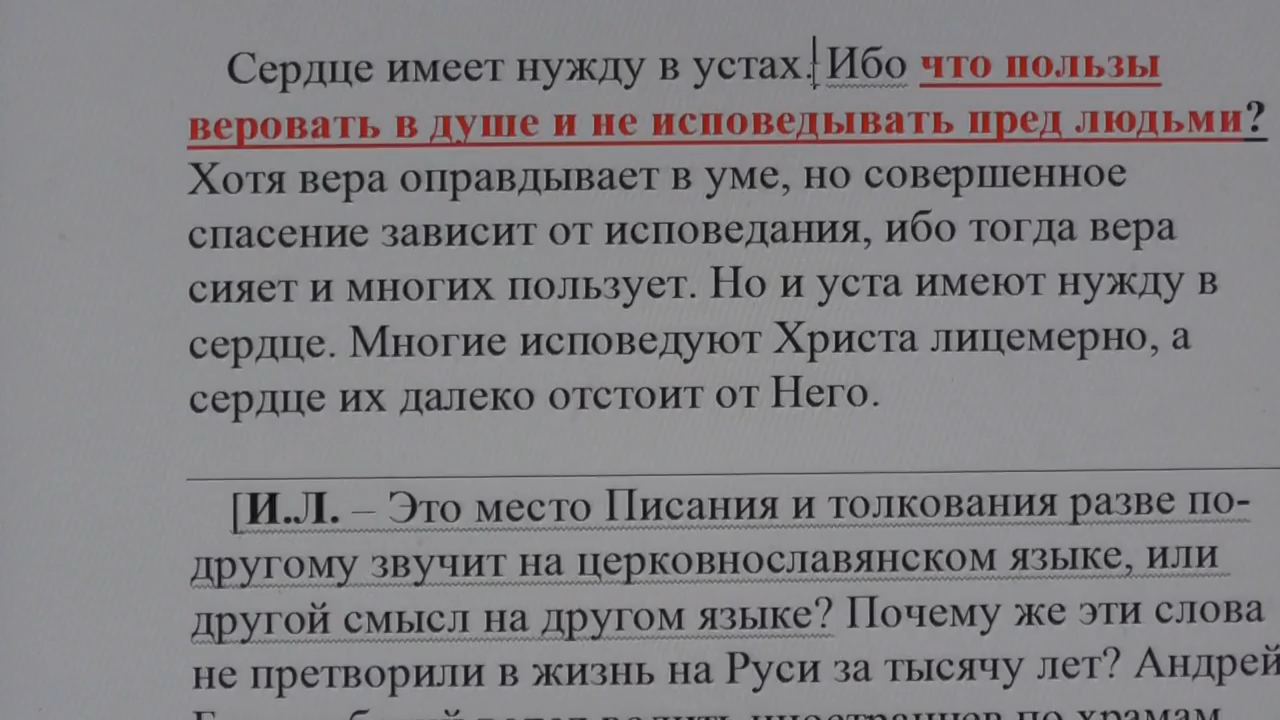 Сердце имеет нужду в устах. Ибо что пользы
веровать в душе и не исповедывать пред людьми?
Хотя вера оправдывает в уме, но совершенное
спасение зависит от исповедания, ибо тогда вера
сияет и многих пользует. Но и уста имеют нужду в
сердце. Многие исповедуют Христа лицемерно, а
сердце их далеко отстоит от Него.
[И.Л. – Это место Писания и толкования разве по-
другому звучит на церковнославянском языке, или
другой смысл на другом языке? Почему же эти слова
не претворили в жизнь на Руси за тысячу лет? Андрей
иностранцев по храмам